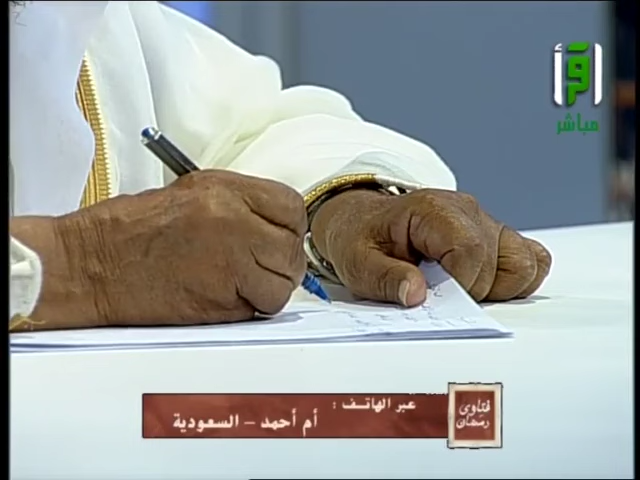 اقرأ
مباشر
عبر الهاتف :
أم أحمد – السعودية
فتاوى
رمضان